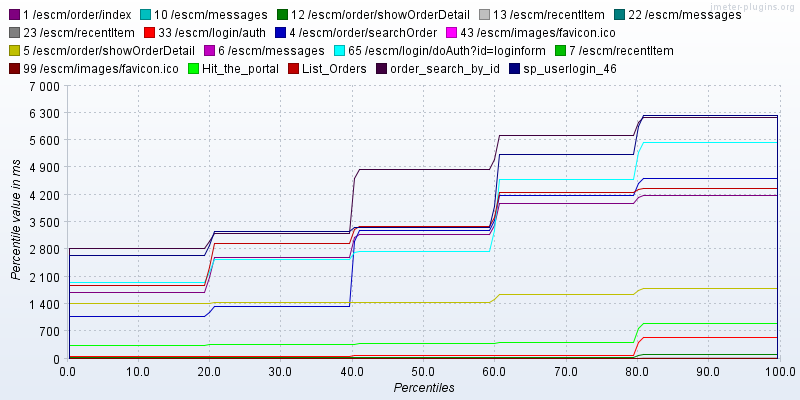 jmeter-plugins.org
1 /escm/order/index 10 /escm/messages 12 /escm/order/showOrderDetail 13 /escm/recentItem 22 /escm/messages
23 /escm/recentItem 33 /escm/login/auth 4 /escm/order/searchOrder 43 /escm/images/favicon.ico
5 /escm/order/showOrderDetail 6 /escm/messages 65 /escm/login/doAuth?id=loginform 7 /escm/recentItem
99 /escm/images/favicon.ico Hit_the_portal List_Orders order_search_by_id sp_userlogin_46
7 000
6 300
5 600
4 900
4 200
3 500
2 800
2 100
1 400
700
0
Percentile value in ms
0.0 10.0 20.0 30.0 40.0 50.0 60.0 70.0 80.0 90.0 100.0
Percentiles